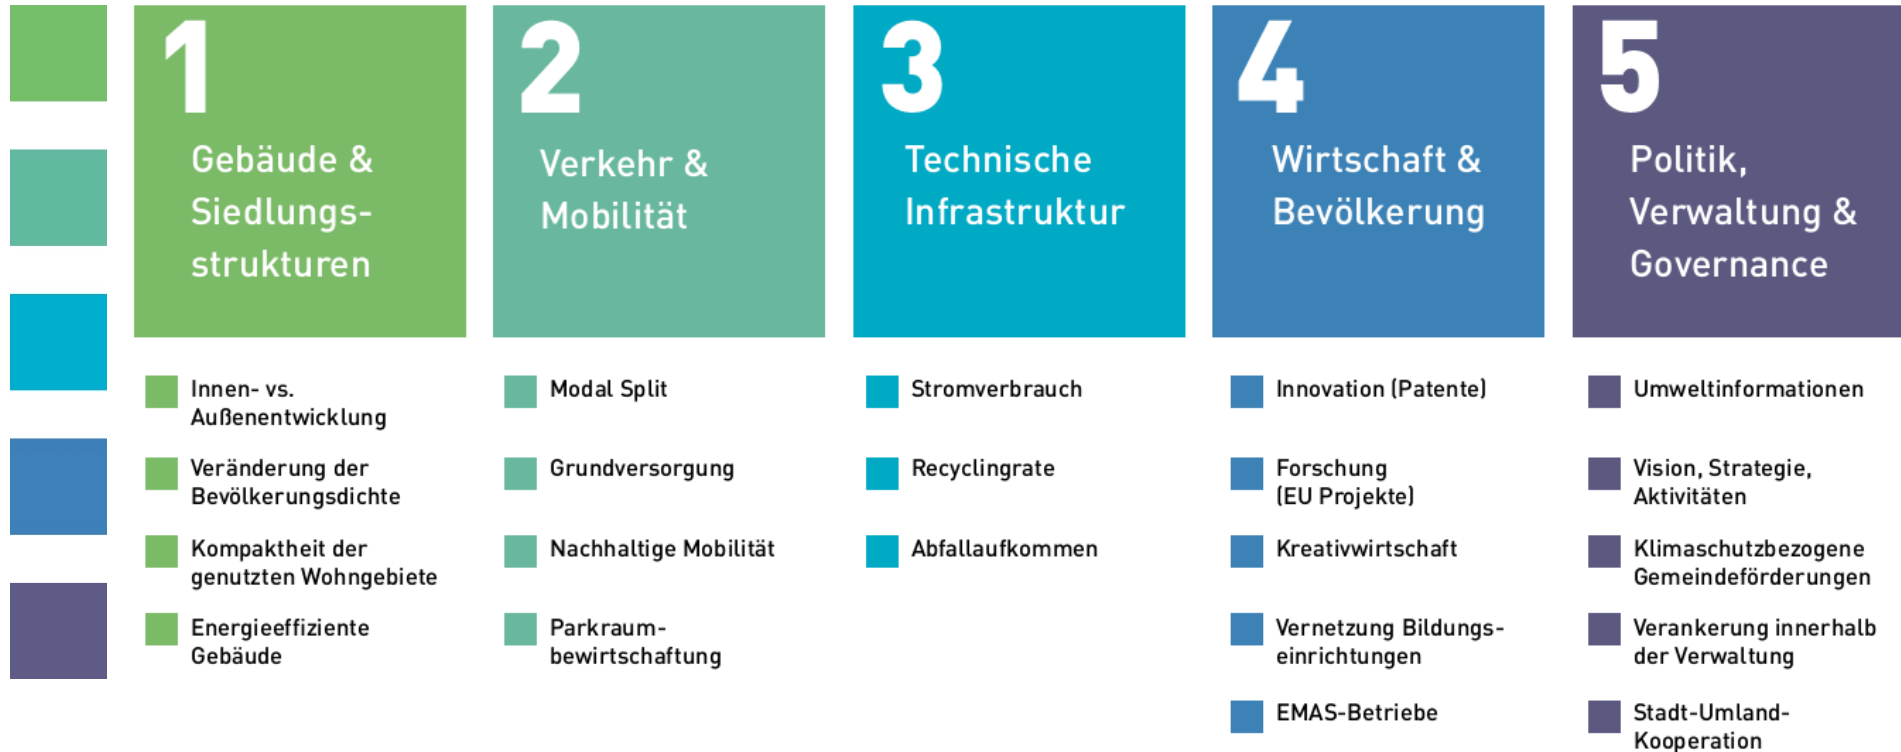 1
Gebäude &
Siedlungs-
strukturen
Innen- vs.
Außenentwicklung
Veränderung der
Bevölkerungsdichte
Kompaktheit der
genutzten Wohngebiete
Energieeffiziente
Gebäude
2
Verkehr &
Mobilität
Modal Split
Grundversorgung
Nachhaltige Mobilität
Parkraum-
bewirtschaftung
3
Technische
Infrastruktur
Stromverbrauch
Recyclingrate
Abfallaufkommen
4
Wirtschaft &
Bevölkerung
Innovation (Patente)
Forschung
(EU Projekte)
Kreativwirtschaft
Vernetzung Bildungs-
einrichtungen
EMAS-Betriebe
5
Politik,
Verwaltung &
Governance
Umweltinformationen
Vision, Strategie,
Aktivitäten
Klimaschutzbezogene
Gemeindeförderungen
Verankerung innerhalb
der Verwaltung
Stadt-Umland-
Kooperation